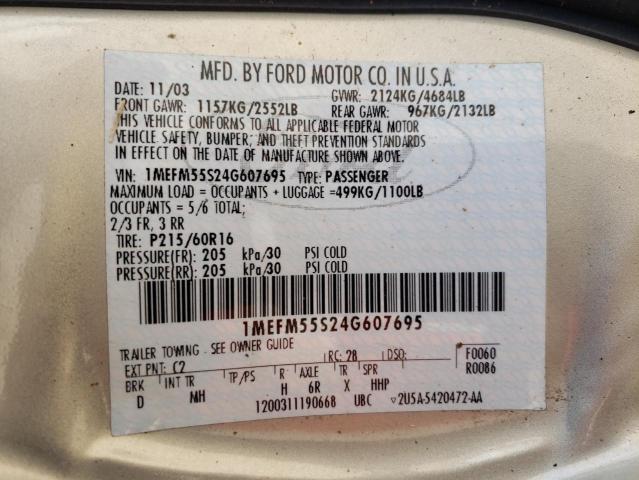 MFD. BY FORD MOTOR CO. IN U.S.A.
DATE: 11/03 GVWR: 2124KG/4684LB
FRONT GAWR: 1157KG/2552LB REAR GAWR: 967KG/2132LB
THIS VEHICLE CONFORMS TO ALL APPLICABLE FEDERAL MOTOR
VEHICLE SAFETY, BUMPER, AND THEFT PREVENTION STANDARDS
IN EFFECT ON THE DATE OF MANUFACTURE SHOWN ABOVE.
VIN: 1MEFM55S24G607695 TYPE: PASSENGER
MAXIMUM LOAD = OCCUPANTS + LUGGAGE =499KG/1100LB
OCCUPANTS = 5/6 TOTAL;
2/3 FR, 3 RR
TIRE: P215/60R16
PRESSURE(FR): 205 kPa/30 PSI COLD
PRESSURE(RR): 205 kPa/30 PSI COLD
1MEFM55S24G607695
TRAILER TOWING - SEE OWNER GUIDE
EXT PNT: C2 RC: 28 DSO: F0060
R0086
BRK INT TR TP/PS R AXLE TR SPR
D NH H 6R X HHP
1200311190668 UBC 2U5A-5420472-AA